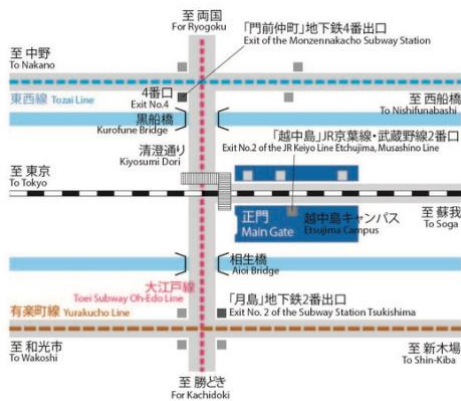 至 両国
For Ryogoku
「門前仲町」地下鉄4番出口
Exit of the Monzennakacho Subway Station
至 中野
To Nakano
東西線 Tozai Line
4番口
Exit No.4
至 西船橋
To Nishifunabashi
黒船橋
Kurofune Bridge
「越中島」JR京葉線・武蔵野線2番口
Exit No.2 of the JR Keiyo Line Etchujima, Musashino Line
清澄通り
Kiyosumi Dori
至 東京
To Tokyo
正門
Main Gate
越中島キャンパス
Etsujima Campus
至 蘇我
To Soga
相生橋
Aioi Bridge
大江戸線
Toei Subway Oh-Edo Line
有楽町線 Yurakucho Line
「月島」地下鉄2番出口
Exit No. 2 of the Subway Station Tsukishima
至 和光市
To Wakoshi
至 新木場
To Shin-Kiba
至 勝どき
For Kachidoki